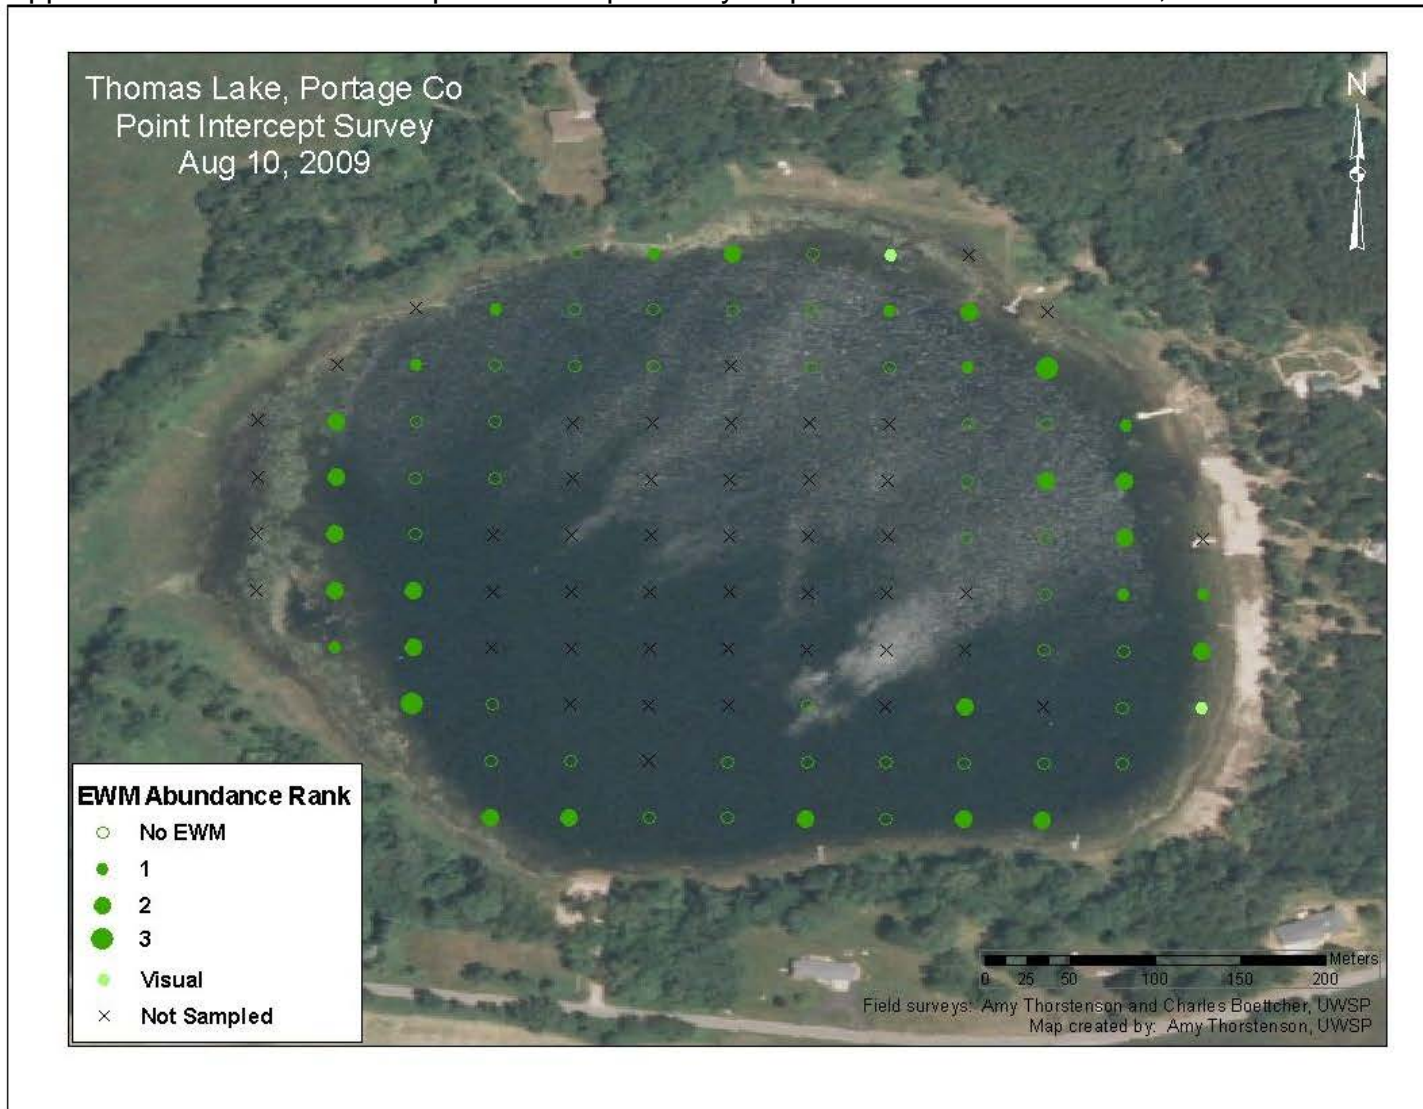 Thomas Lake, Portage Co
Point Intercept Survey
Aug 10, 2009
N
EWM Abundance Rank
No EWM
1
2
3
Visual
Not Sampled
Meters
0 25 50 100 150 200
Field surveys: Amy Thorstenson and Charles Boettcher, UWSP
Map created by: Amy Thorstenson, UWSP